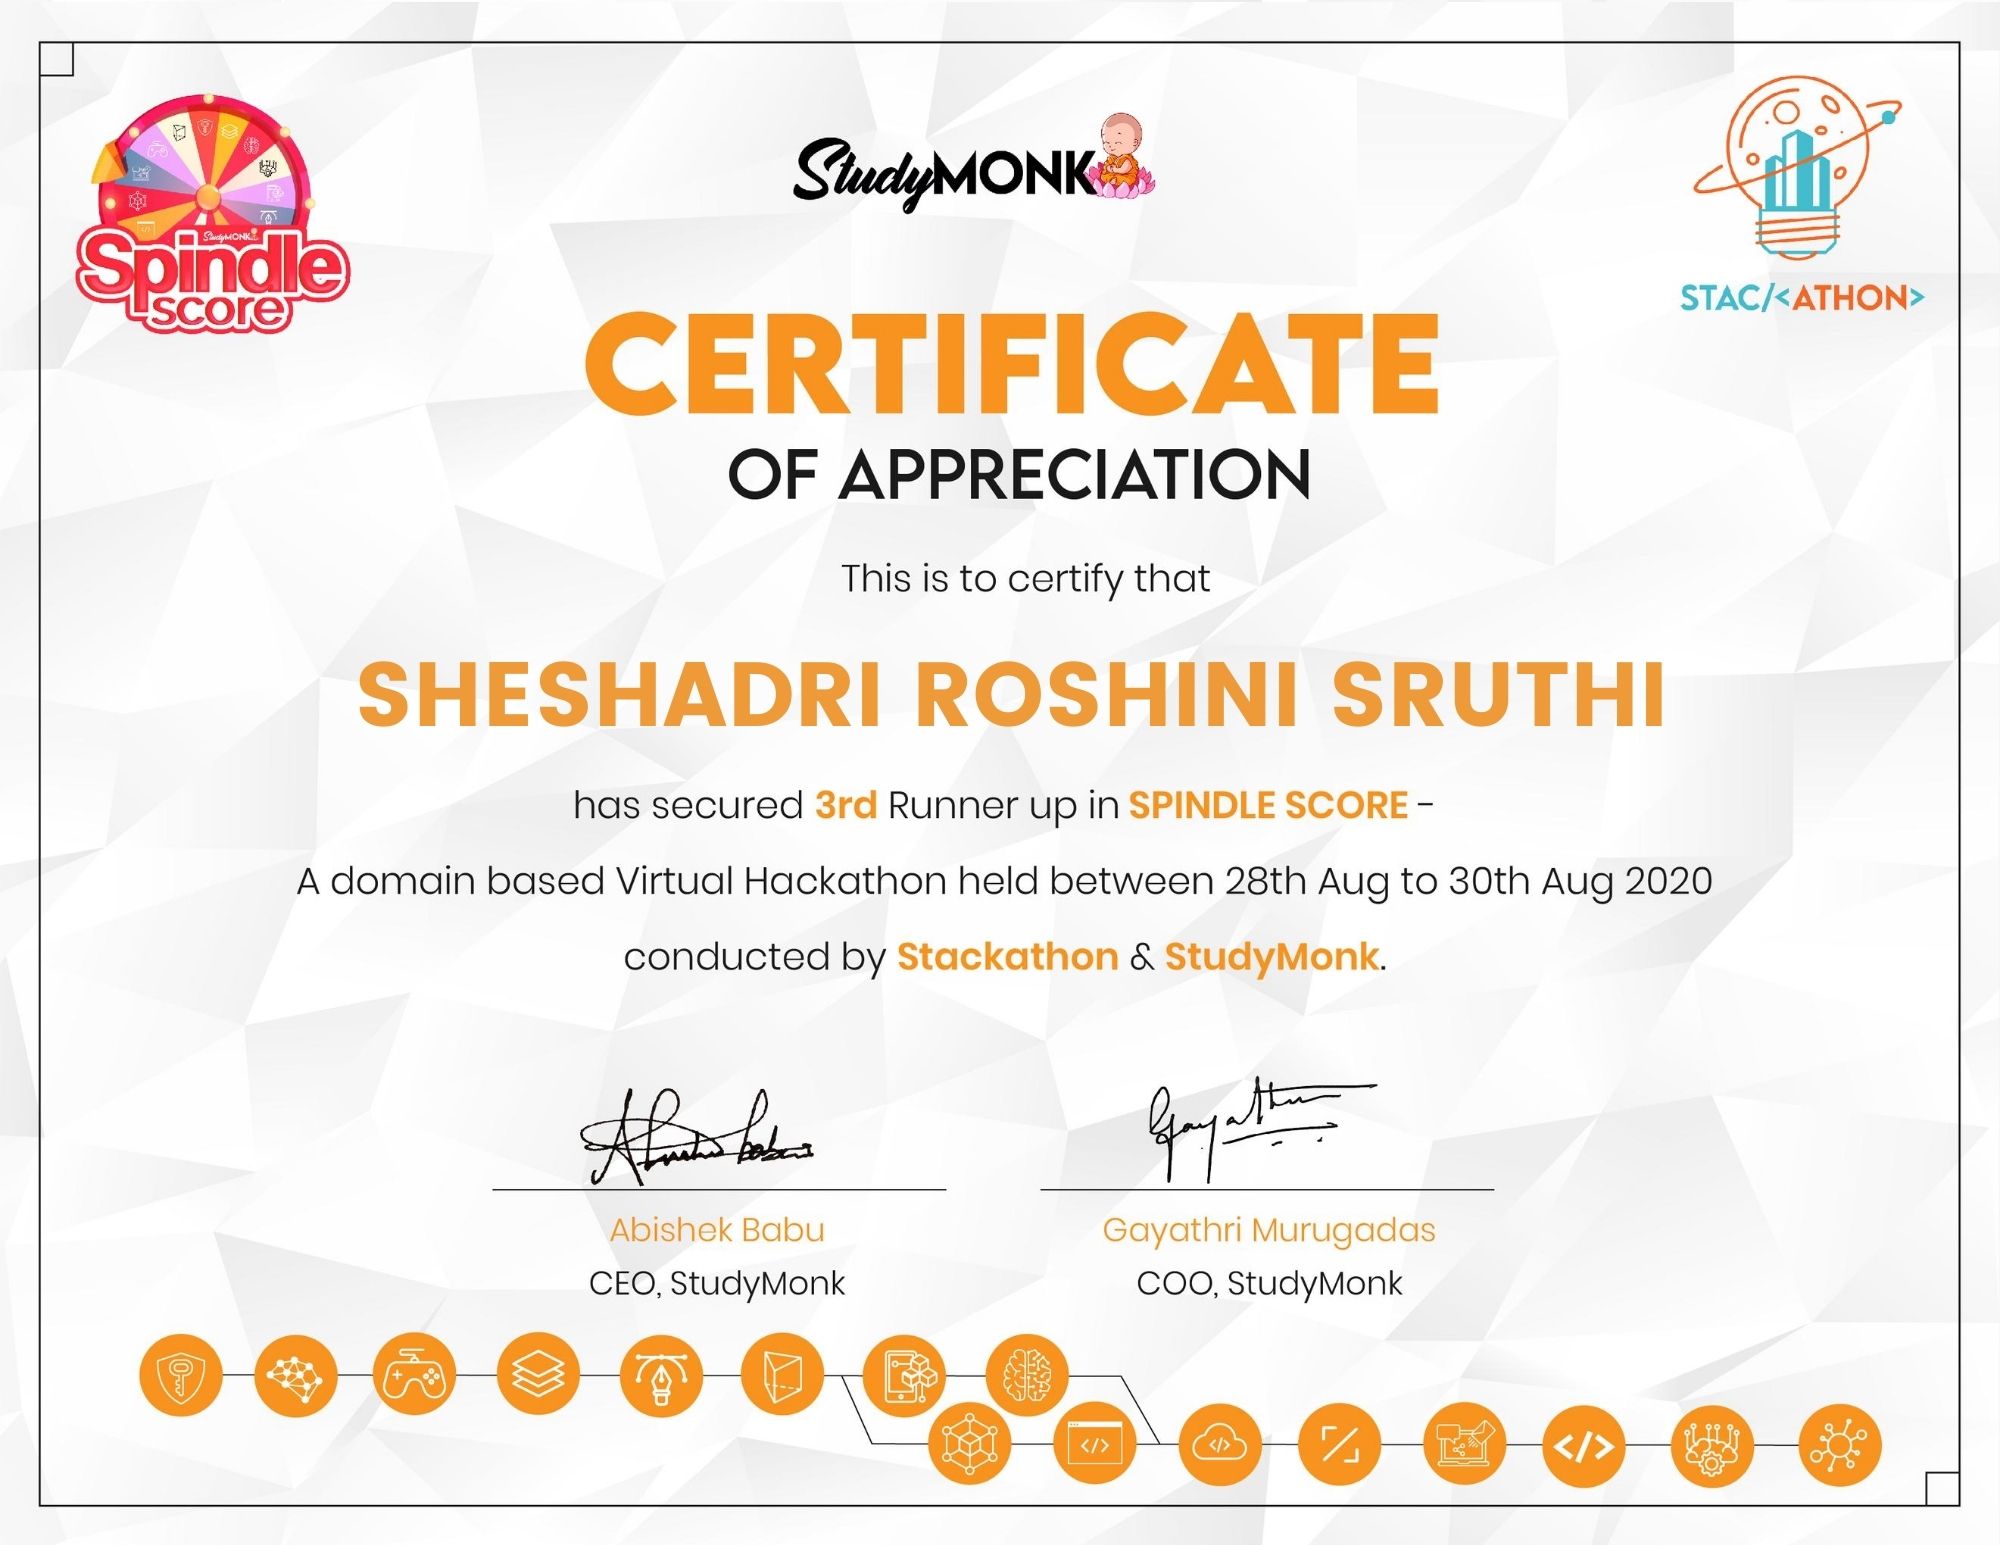 StudyMONK
StudyMONK
Spindle
score
STAC/<ATHON>
CERTIFICATE
OF APPRECIATION
This is to certify that
SHESHADRI ROSHINI SRUTHI
has secured 3rd Runner up in SPINDLE SCORE -
A domain based Virtual Hackathon held between 28th Aug to 30th Aug 2020
conducted by Stackathon & StudyMonk.
Abishek Babu
CEO, StudyMonk
Gayathri Murugadas
COO, StudyMonk